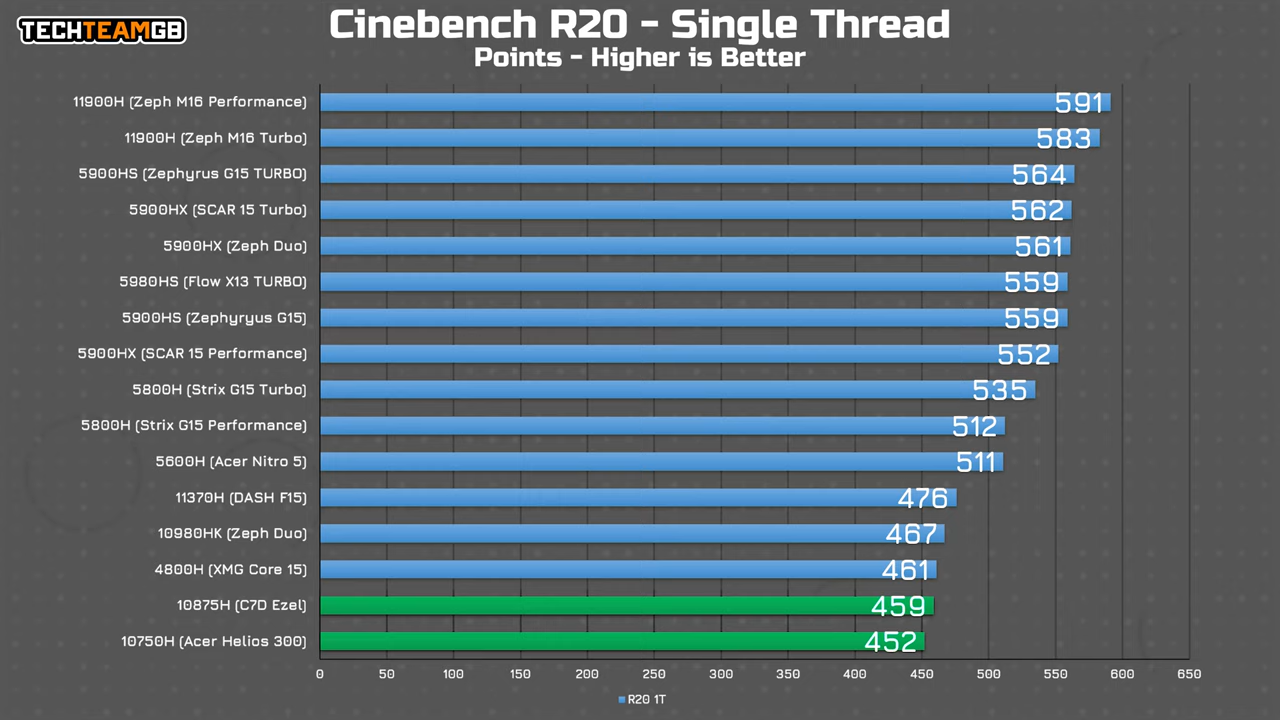 TECHTEAMGB
Cinebench R20 - Single Thread
Points - Higher is Better
11900H (Zeph M16 Performance) 591
11900H (Zeph M16 Turbo) 583
5900HS (Zephyrus G15 TURBO) 564
5900HX (SCAR 15 Turbo) 562
5900HX (Zeph Duo) 561
5980HS (Flow X13 TURBO) 559
5900HS (Zephyryus G15) 559
5900HX (SCAR 15 Performance) 552
5800H (Strix G15 Turbo) 535
5800H (Strix G15 Performance) 512
5600H (Acer Nitro 5) 511
11370H (DASH F15) 476
10980HK (Zeph Duo) 467
4800H (XMG Core 15) 461
10875H (C7D Ezel) 459
10750H (Acer Helios 300) 452
0 50 100 150 200 250 300 350 400 450 500 550 600 650
R20 1T